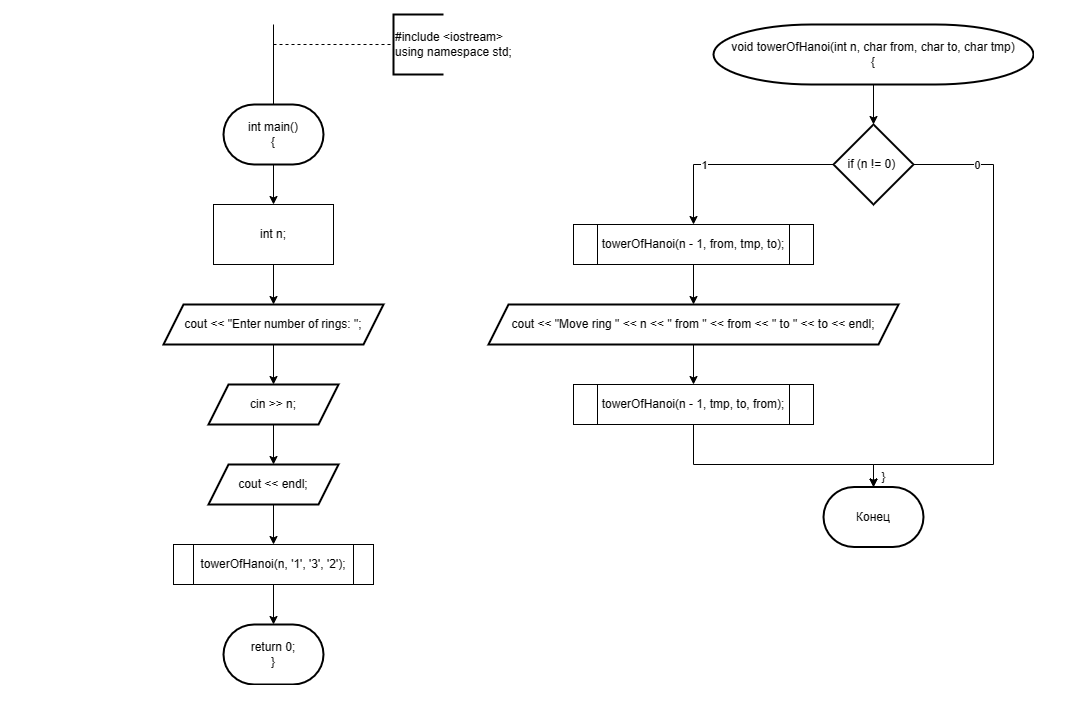 #include <iostream>
using namespace std;
int main()
{
int n;
cout << "Enter number of rings: ";
cin >> n;
cout << endl;
towerOfHanoi(n, '1', '3', '2');
return 0;
}
void towerOfHanoi(int n, char from, char to, char tmp)
{
if (n != 0)
1
0
towerOfHanoi(n - 1, from, tmp, to);
cout << "Move ring " << n << " from " << from << " to " << to << endl;
towerOfHanoi(n - 1, tmp, to, from);
}
Конец